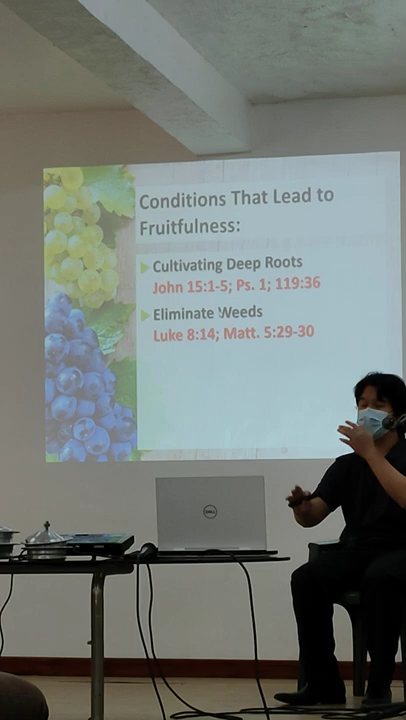 Conditions That Lead to
Fruitfulness:
Cultivating Deep Roots
John 15:1-5; Ps. 1; 119:36
Eliminate Weeds
Luke 8:14; Matt. 5:29-30
DELL